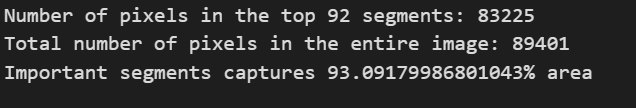 Number of pixels in the top 92 segments: 83225
Total number of pixels in the entire image: 89401
Important segments captures 93.09179986801043% area